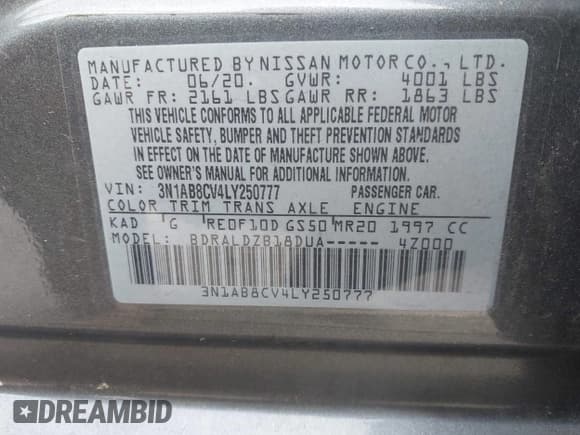 MANUFACTURED BY NISSAN MOTOR CO., LTD.
DATE: 06/20. GVWR: 4001 LBS
GAWR FR: 2161 LBS GAWR RR: 1863 LBS
THIS VEHICLE CONFORMS TO ALL APPLICABLE FEDERAL MOTOR
VEHICLE SAFETY, BUMPER AND THEFT PREVENTION STANDARDS
IN EFFECT ON THE DATE OF MANUFACTURE SHOWN ABOVE.
SEE OWNER'S MANUAL FOR ADDITIONAL INFORMATION.
VIN: 3N1AB8CV4LY250777 PASSENGER CAR.
COLOR TRIM TRANS AXLE ENGINE
KAD G RE0F10D GS50 MR20 1997 CC
MODEL: BDRALDZB18DUA----- 4Z000
3N1AB8CV4LY250777
DREAMBID